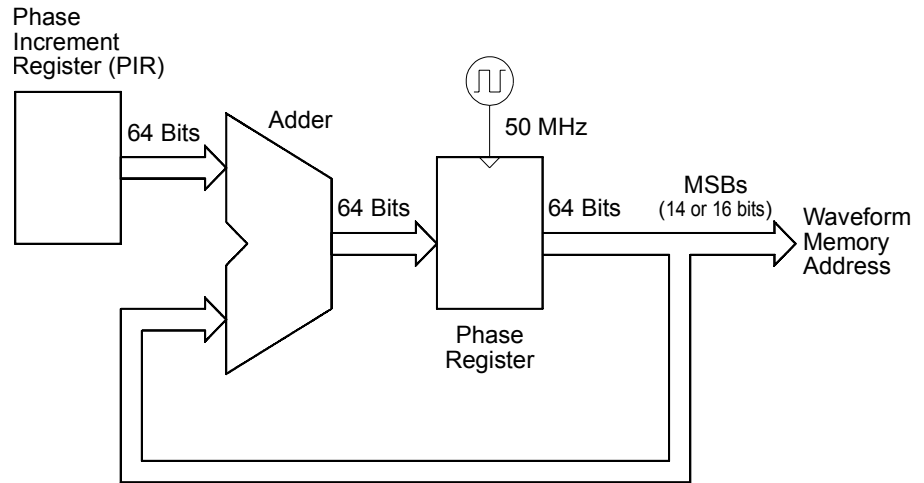 Phase
Increment
Register (PIR)
64 Bits
Adder
50 MHz
64 Bits
64 Bits
MSBs
(14 or 16 bits)
Waveform
Memory
Address
Phase
Register